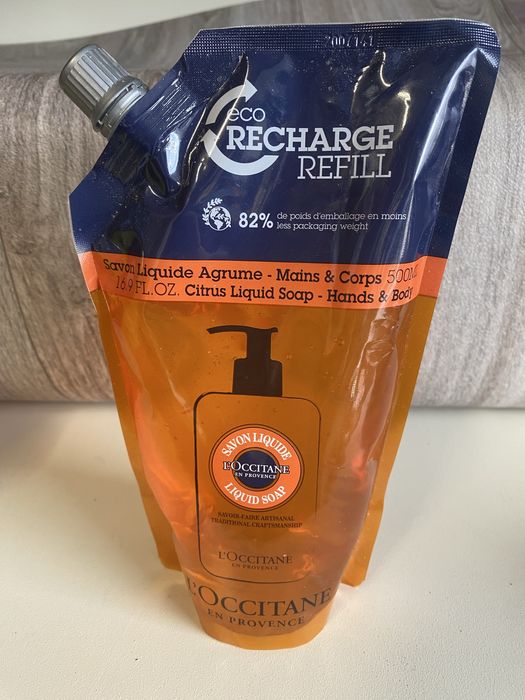 200/141
eco
RECHARGE
REFILL
82% de poids d'emballage en moins
less packaging weight
Savon Liquide Agrume - Mains & Corps 500ML
16.9 FL.OZ. Citrus Liquid Soap - Hands & Body
SAVON LIQUIDE
L'OCCITANE
EN PROVENCE
LIQUID SOAP
SAVOIR-FAIRE ARTISANAL
TRADITIONAL CRAFTSMANSHIP
L'OCCITANE
EN PROVENCE
L'OCCITANE
EN PROVENCE